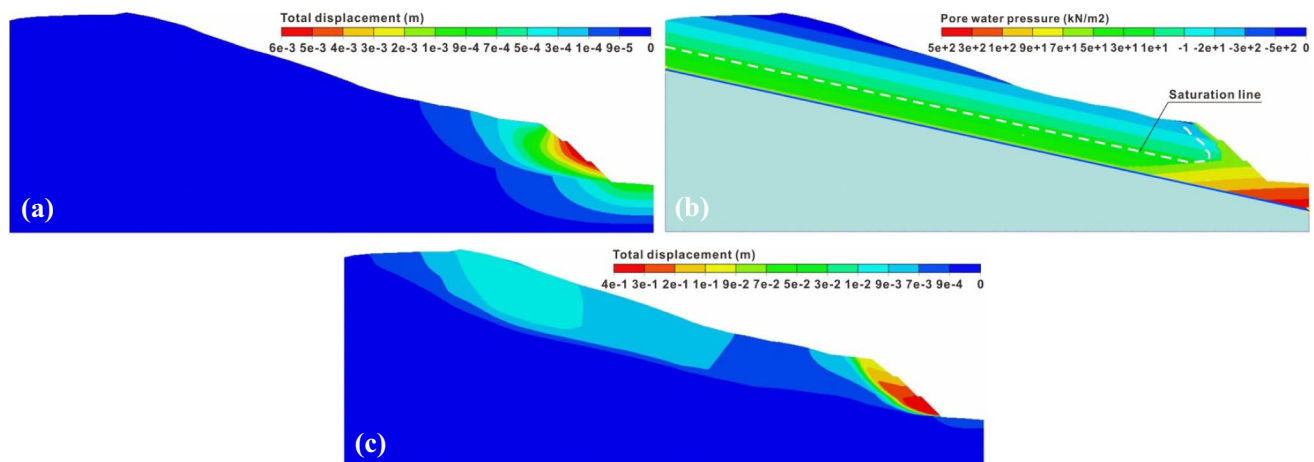 Total displacement (m)
6e-3 5e-3 4e-3 3e-3 2e-3 1e-3 9e-4 7e-4 5e-4 3e-4 1e-4 9e-5 0
(a)
Pore water pressure (kN/m2)
5e+2 3e+2 1e+2 9e+1 7e+1 5e+1 3e+1 1e+1 -1 -2e+1 -3e+2 -5e+2 0
Saturation line
(b)
Total displacement (m)
4e-1 3e-1 2e-1 1e-1 9e-2 7e-2 5e-2 3e-2 1e-2 9e-3 7e-3 9e-4 0
(c)